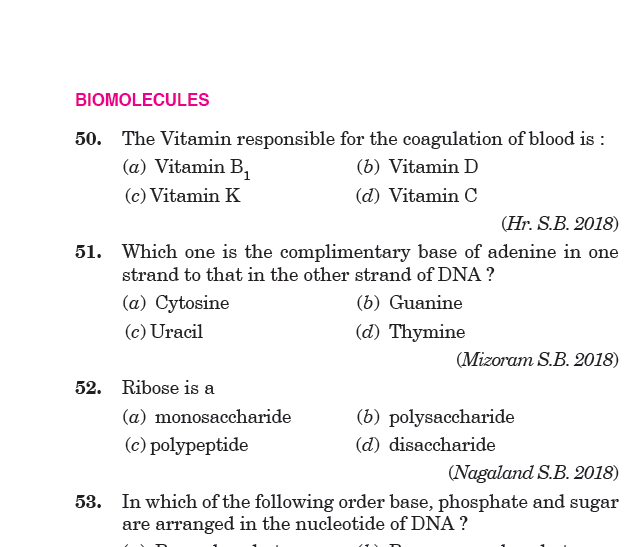 BIOMOLECULES
50. The Vitamin responsible for the coagulation of blood is :
(a) Vitamin B1 (b) Vitamin D
(c) Vitamin K (d) Vitamin C
(Hr. S.B. 2018)
51. Which one is the complimentary base of adenine in one
strand to that in the other strand of DNA ?
(a) Cytosine (b) Guanine
(c) Uracil (d) Thymine
(Mizoram S.B. 2018)
52. Ribose is a
(a) monosaccharide (b) polysaccharide
(c) polypeptide (d) disaccharide
(Nagaland S.B. 2018)
53. In which of the following order base, phosphate and sugar
are arranged in the nucleotide of DNA ?